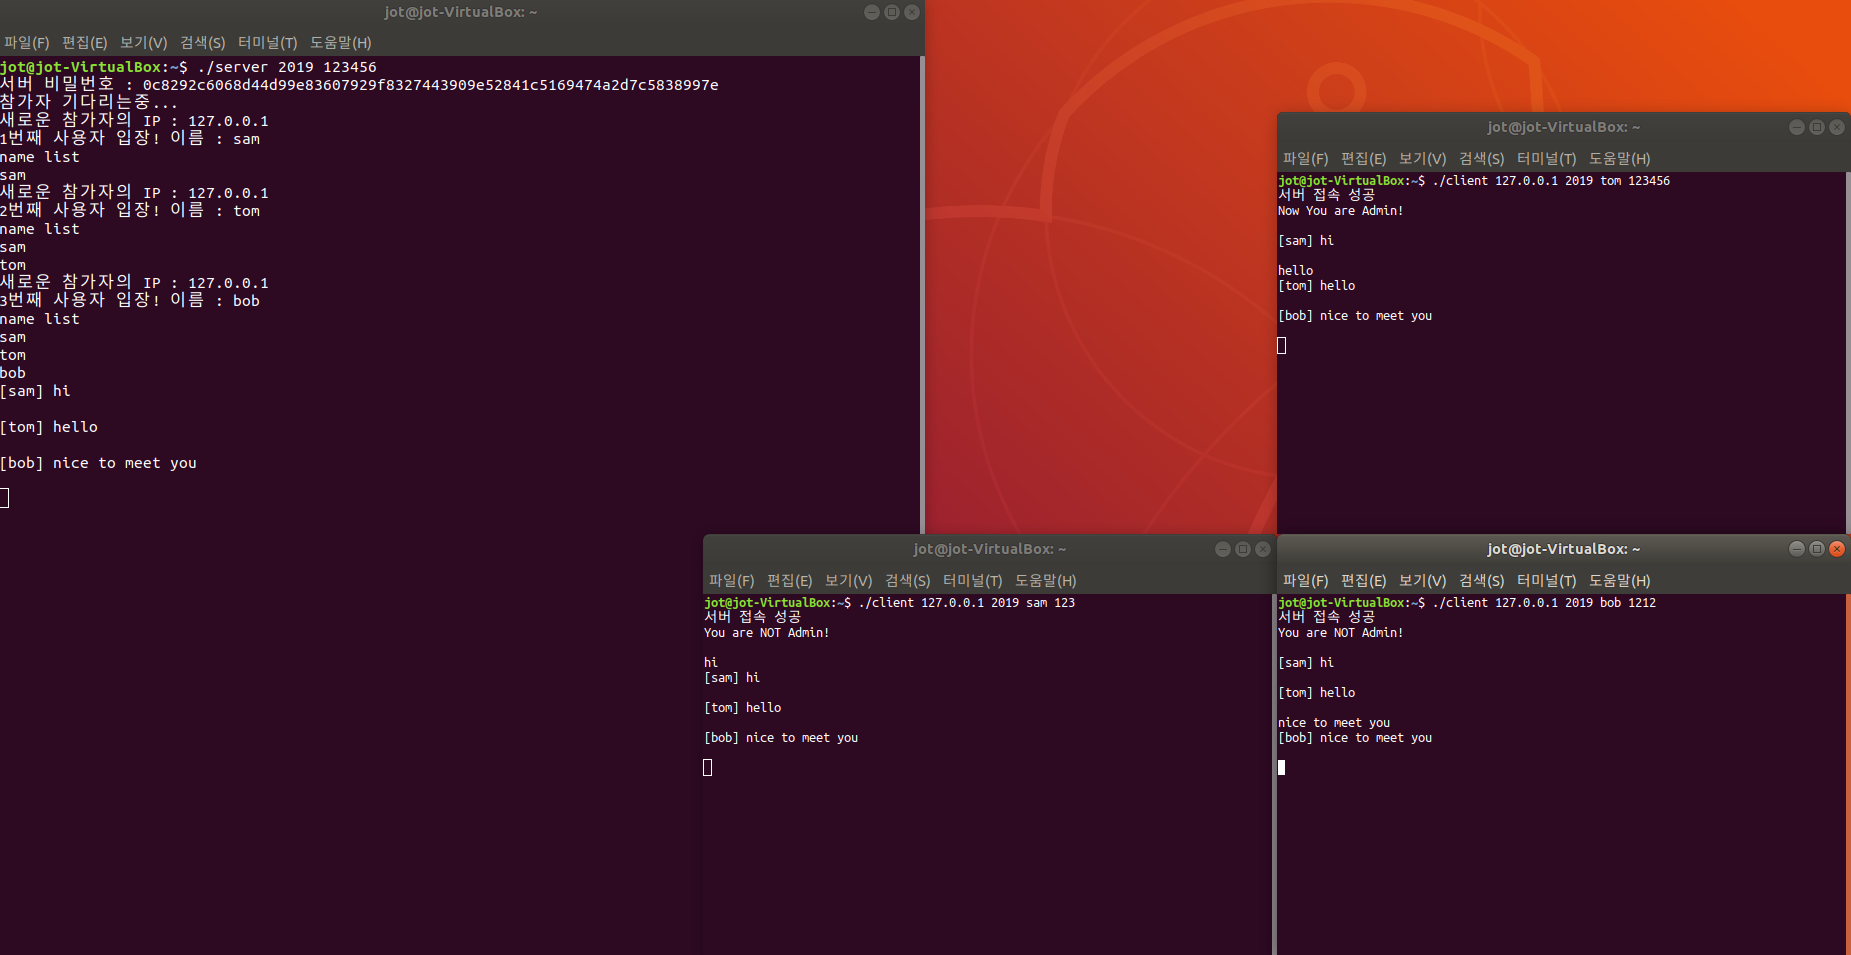 jot@jot-VirtualBox: ~
파일(F) 편집(E) 보기(V) 검색(S) 터미널(T) 도움말(H)
jot@jot-VirtualBox:~$ ./server 2019 123456
서버 비밀번호 : 0c8292c6068d44d99e83607929f8327443909e52841c5169474a2d7c5838997e
참가자 기다리는중...
새로운 참가자의 IP : 127.0.0.1
1번째 사용자 입장! 이름 : sam
name list
sam
새로운 참가자의 IP : 127.0.0.1
2번째 사용자 입장! 이름 : tom
name list
sam
tom
새로운 참가자의 IP : 127.0.0.1
3번째 사용자 입장! 이름 : bob
name list
sam
tom
bob
[sam] hi
[tom] hello
[bob] nice to meet you
jot@jot-VirtualBox: ~
파일(F) 편집(E) 보기(V) 검색(S) 터미널(T) 도움말(H)
jot@jot-VirtualBox:~$ ./client 127.0.0.1 2019 tom 123456
서버 접속 성공
Now You are Admin!
[sam] hi
hello
[tom] hello
[bob] nice to meet you
jot@jot-VirtualBox: ~
파일(F) 편집(E) 보기(V) 검색(S) 터미널(T) 도움말(H)
jot@jot-VirtualBox:~$ ./client 127.0.0.1 2019 sam 123
서버 접속 성공
You are NOT Admin!
hi
[sam] hi
[tom] hello
[bob] nice to meet you
jot@jot-VirtualBox: ~
파일(F) 편집(E) 보기(V) 검색(S) 터미널(T) 도움말(H)
jot@jot-VirtualBox:~$ ./client 127.0.0.1 2019 bob 1212
서버 접속 성공
You are NOT Admin!
[sam] hi
[tom] hello
nice to meet you
[bob] nice to meet you